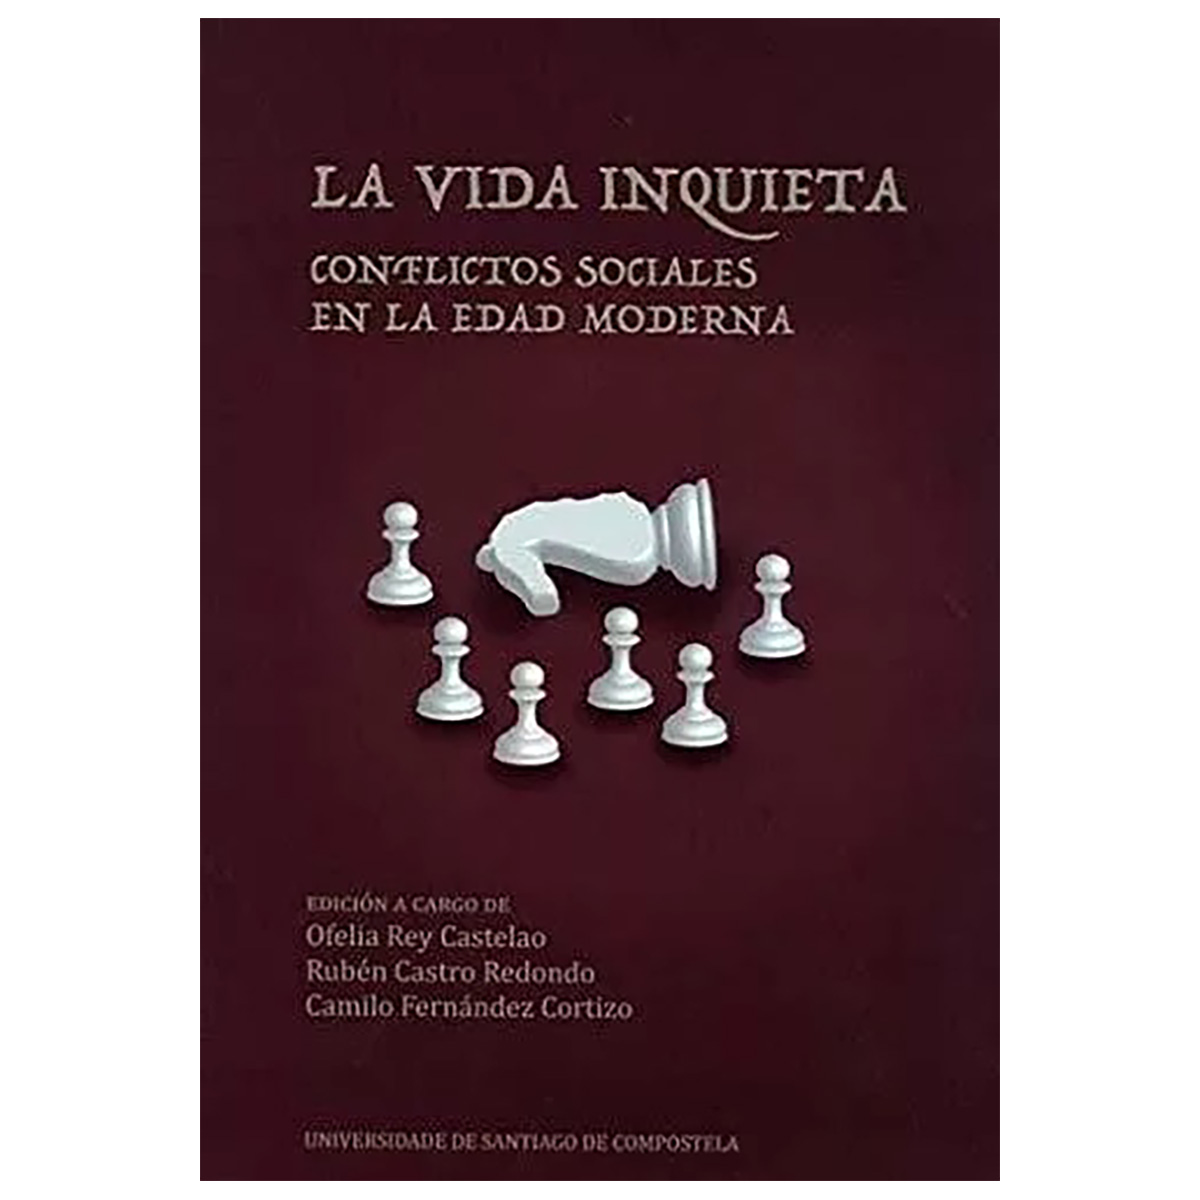 LA VIDA INQUIETA
CONFLICTOS SOCIALES
EN LA EDAD MODERNA
EDICIÓN A CARGO DE
Ofelia Rey Castelao
Rubén Castro Redondo
Camilo Fernández Cortizo
UNIVERSIDADE DE SANTIAGO DE COMPOSTELA